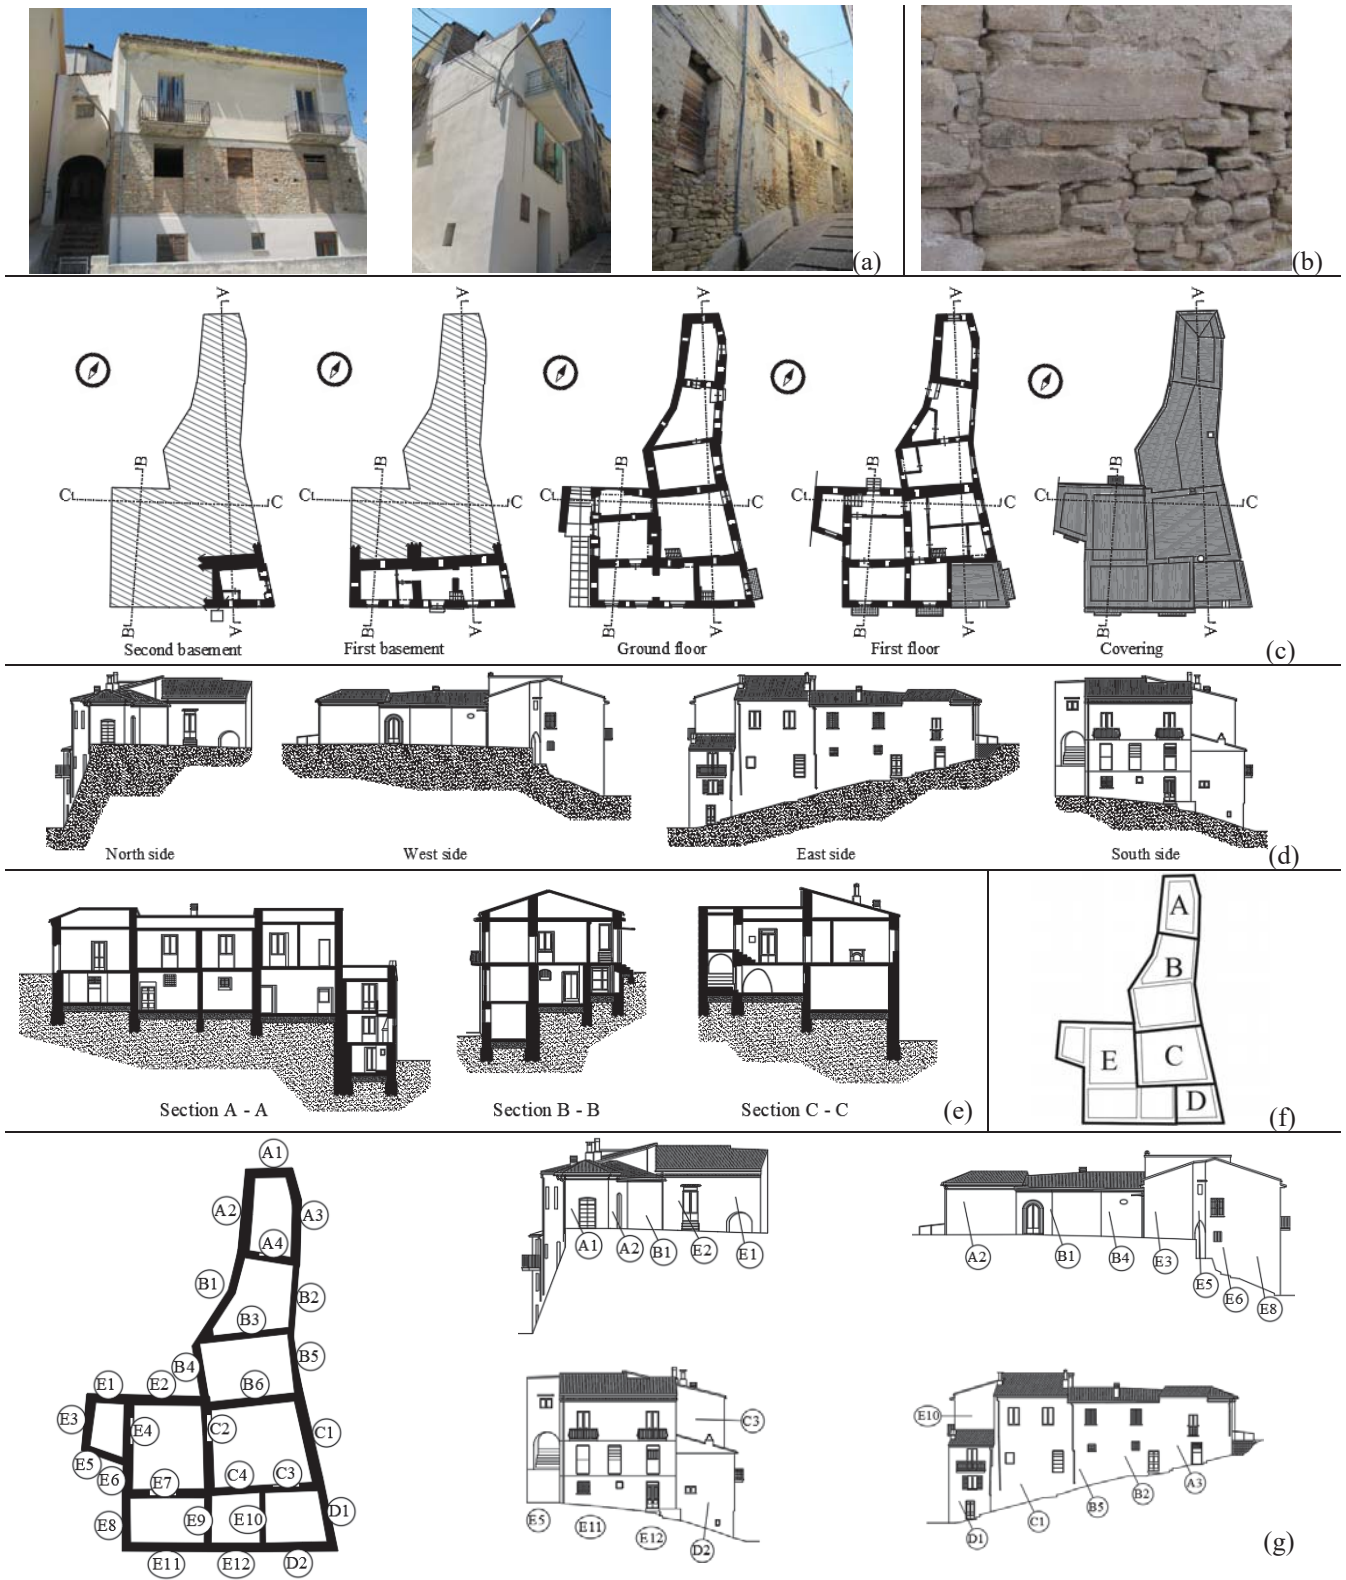 (a)
(b)
A
A
A
A
A
B
B
B
B
C
C
C
C
C
C
C
C
B
A
B
A
B
A
B
A
B
A
Second basement
First basement
Ground floor
First floor
Covering
(c)
North side
West side
East side
South side
(d)
Section A - A
Section B - B
Section C - C
(e)
A
B
C
D
E
(f)
A1
A2
A3
A4
B1
B2
B3
B4
B5
B6
E1
E2
E3
E4
C2
C1
E5
E6
E7
C4
C3
E8
E9
E10
D1
E11
E12
D2
A1
A2
B1
E2
E1
A2
B1
B4
E3
E5
E6
E8
C3
E5
E11
E12
D2
E10
D1
C1
B5
B2
A3
(g)